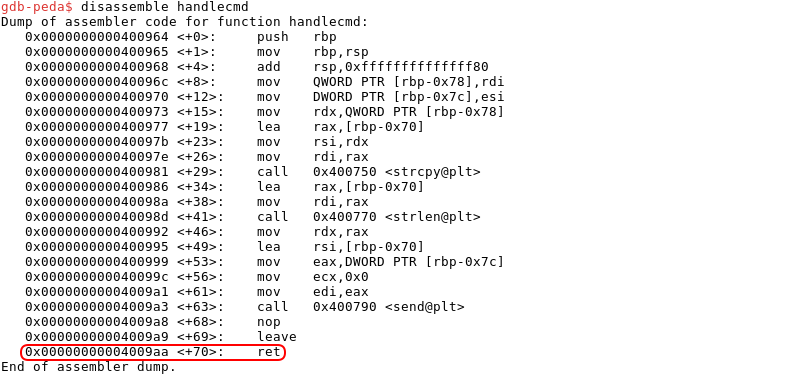 gdb-peda$ disassemble handlecmd
Dump of assembler code for function handlecmd:
0x0000000000400964 <+0>: push rbp
0x0000000000400965 <+1>: mov rbp,rsp
0x0000000000400968 <+4>: add rsp,0xffffffffffffff80
0x000000000040096c <+8>: mov QWORD PTR [rbp-0x78],rdi
0x0000000000400970 <+12>: mov DWORD PTR [rbp-0x7c],esi
0x0000000000400973 <+15>: mov rdx,QWORD PTR [rbp-0x78]
0x0000000000400977 <+19>: lea rax,[rbp-0x70]
0x000000000040097b <+23>: mov rsi,rdx
0x000000000040097e <+26>: mov rdi,rax
0x0000000000400981 <+29>: call 0x400750 <strcpy@plt>
0x0000000000400986 <+34>: lea rax,[rbp-0x70]
0x000000000040098a <+38>: mov rdi,rax
0x000000000040098d <+41>: call 0x400770 <strlen@plt>
0x0000000000400992 <+46>: mov rdx,rax
0x0000000000400995 <+49>: lea rsi,[rbp-0x70]
0x0000000000400999 <+53>: mov eax,DWORD PTR [rbp-0x7c]
0x000000000040099c <+56>: mov ecx,0x0
0x00000000004009a1 <+61>: mov edi,eax
0x00000000004009a3 <+63>: call 0x400790 <send@plt>
0x00000000004009a8 <+68>: nop
0x00000000004009a9 <+69>: leave
0x00000000004009aa <+70>: ret
End of assembler dump.